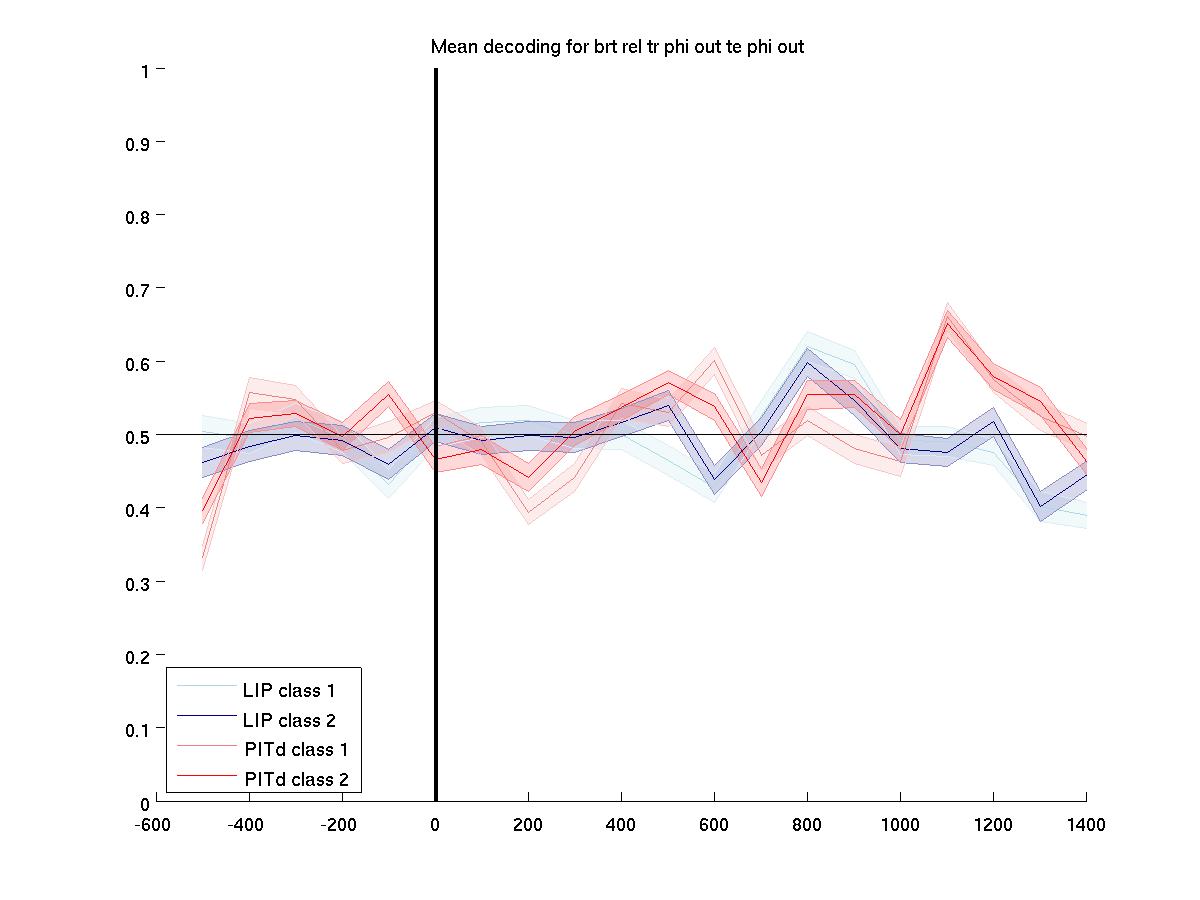 Mean decoding for brt rel tr phi out te phi out
1
0.9
0.8
0.7
0.6
0.5
0.4
0.3
0.2
0.1
0
LIP class 1
LIP class 2
PITd class 1
PITd class 2
-600 -400 -200 0 200 400 600 800 1000 1200 1400